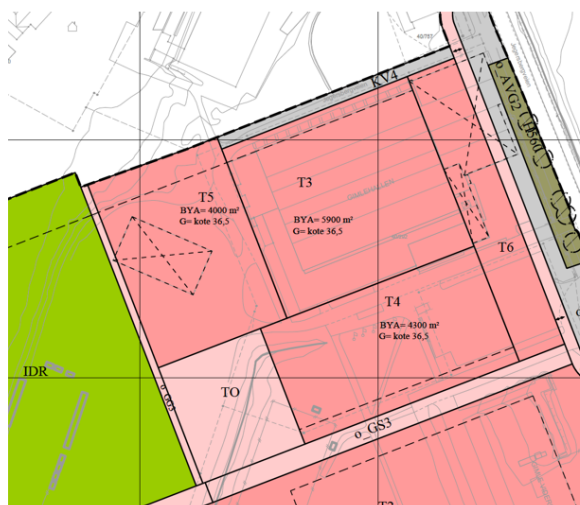 KV4
o_AVG2
T5
BYA= 4000 m²
G= kote 36,5
T3
BYA= 5900 m²
G= kote 36,5
T6
T4
BYA= 4300 m²
G= kote 36,5
IDR
TO
o_GG3
o_GS3